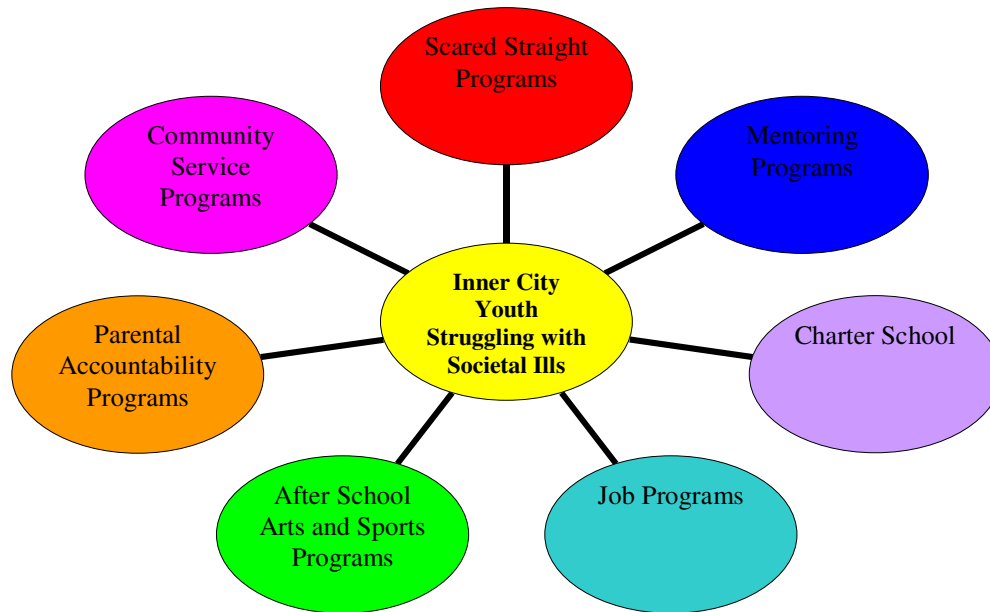 Scared Straight
Programs
Community
Service
Programs
Mentoring
Programs
Inner City
Youth
Struggling with
Societal Ills
Parental
Accountability
Programs
Charter School
After School
Arts and Sports
Programs
Job Programs